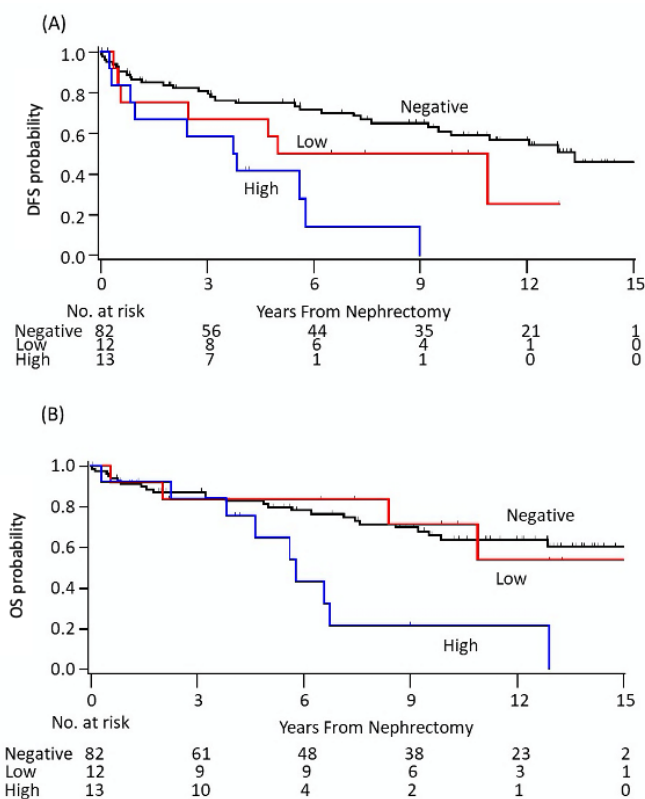 (A)
1.0
0.8
0.6
0.4
0.2
0.0
DFS probability
Negative
Low
High
0 3 6 9 12 15
No. at risk Years From Nephrectomy
Negative 82 56 44 35 21 1
Low 12 8 6 4 1 0
High 13 7 1 1 0 0
(B)
1.0
0.8
0.6
0.4
0.2
0.0
OS probability
Negative
Low
High
0 3 6 9 12 15
No. at risk Years From Nephrectomy
Negative 82 61 48 38 23 2
Low 12 9 9 6 3 1
High 13 10 4 2 1 0